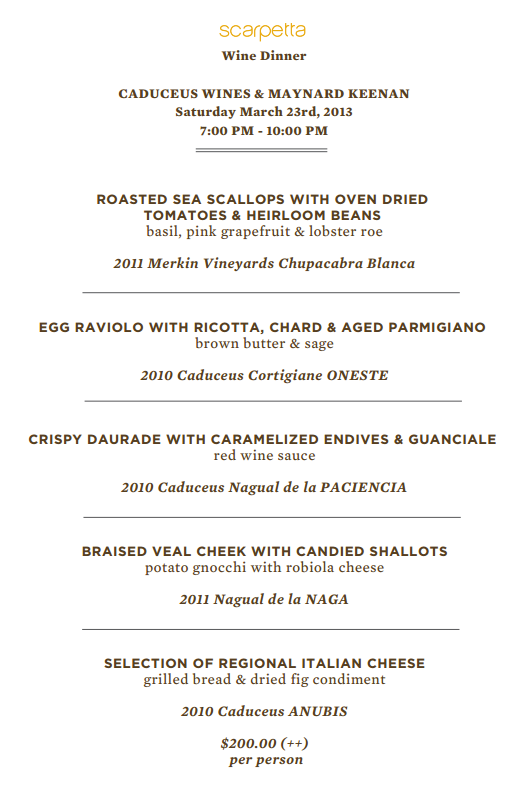 scarpetta
Wine Dinner
CADUCEUS WINES & MAYNARD KEENAN
Saturday March 23rd, 2013
7:00 PM - 10:00 PM
ROASTED SEA SCALLOPS WITH OVEN DRIED
TOMATOES & HEIRLOOM BEANS
basil, pink grapefruit & lobster roe
2011 Merkin Vineyards Chupacabra Blanca
EGG RAVIOLO WITH RICOTTA, CHARD & AGED PARMIGIANO
brown butter & sage
2010 Caduceus Cortigiane ONESTE
CRISPY DAURADE WITH CARAMELIZED ENDIVES & GUANCIALE
red wine sauce
2010 Caduceus Nagual de la PACIENCIA
BRAISED VEAL CHEEK WITH CANDIED SHALLOTS
potato gnocchi with robiola cheese
2011 Nagual de la NAGA
SELECTION OF REGIONAL ITALIAN CHEESE
grilled bread & dried fig condiment
2010 Caduceus ANUBIS
$200.00 (++)
per person